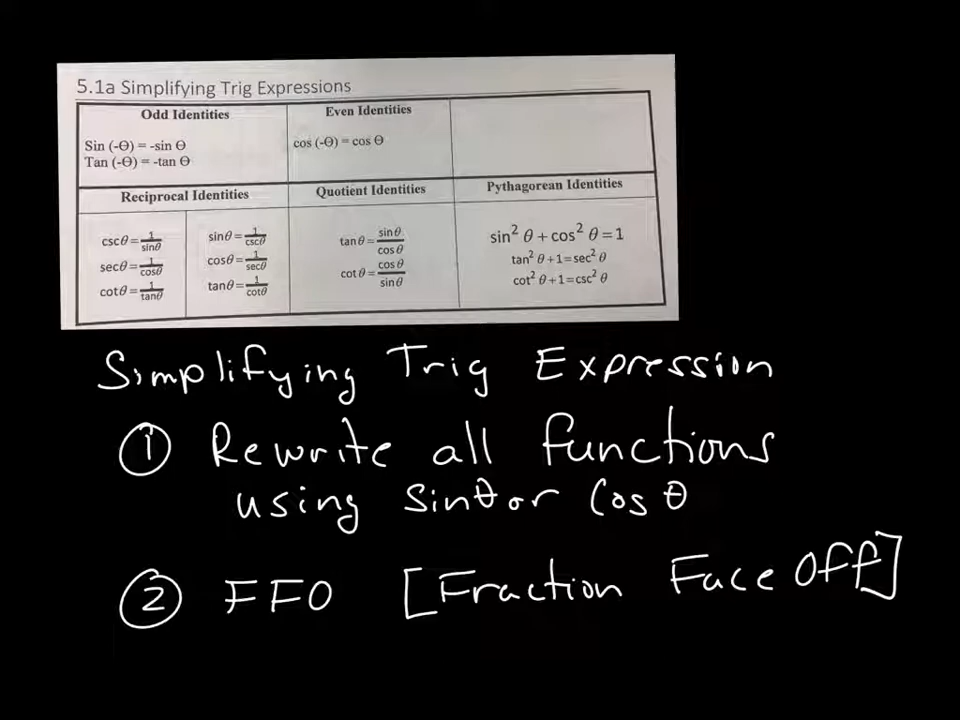 5.1a Simplifying Trig Expressions
Odd Identities
Sin (-Θ) = -sin Θ
Tan (-Θ) = -tan Θ
Even Identities
cos (-Θ) = cos Θ
Reciprocal Identities
cscθ = 1/sinθ
secθ = 1/cosθ
cotθ = 1/tanθ
sinθ = 1/cscθ
cosθ = 1/secθ
tanθ = 1/cotθ
Quotient Identities
tanθ = sinθ/cosθ
cotθ = cosθ/sinθ
Pythagorean Identities
sin² θ + cos² θ = 1
tan² θ + 1 = sec² θ
cot² θ + 1 = csc² θ
Simplifying Trig Expression
① Rewrite all functions
using sinθ or Cos θ
② FFO [Fraction Face Off]